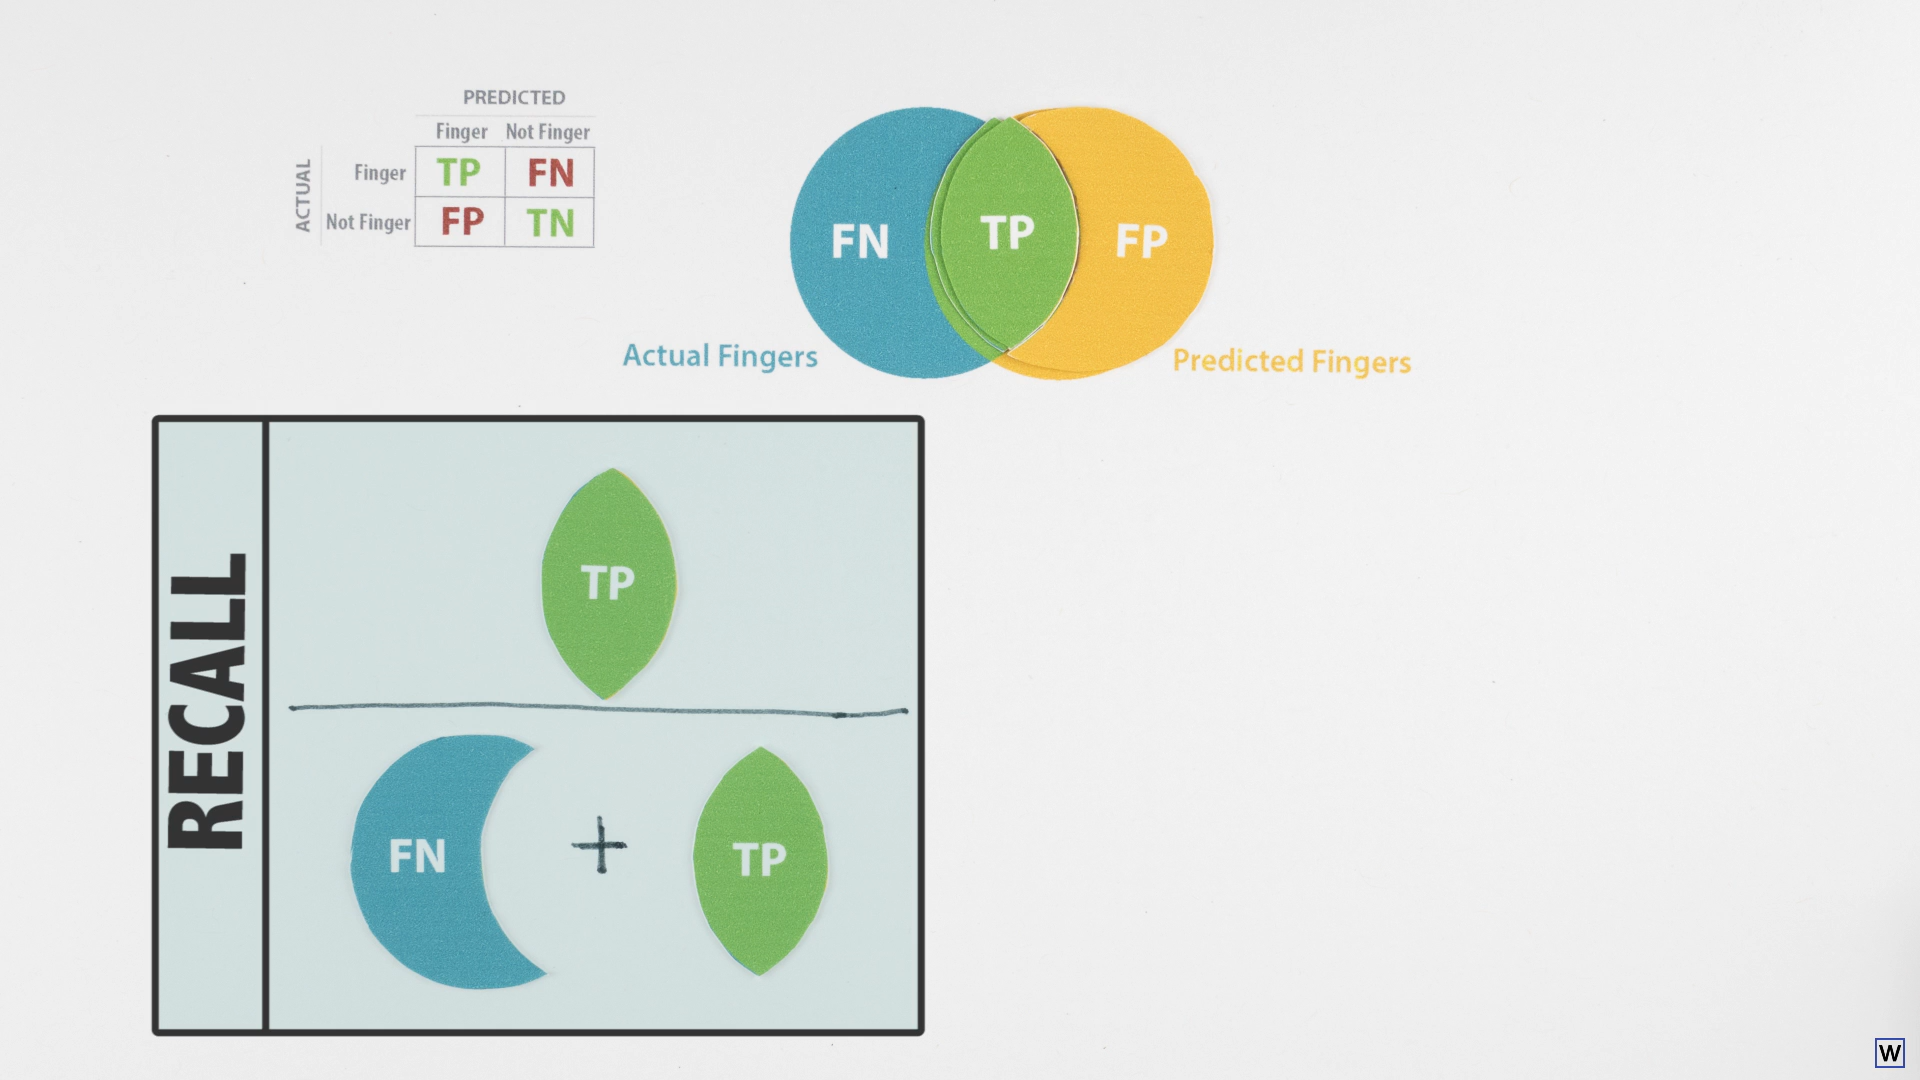 PREDICTED
Finger Not Finger
ACTUAL
Finger TP FN
Not Finger FP TN
FN TP FP
Actual Fingers
Predicted Fingers
RECALL
TP
FN + TP
W